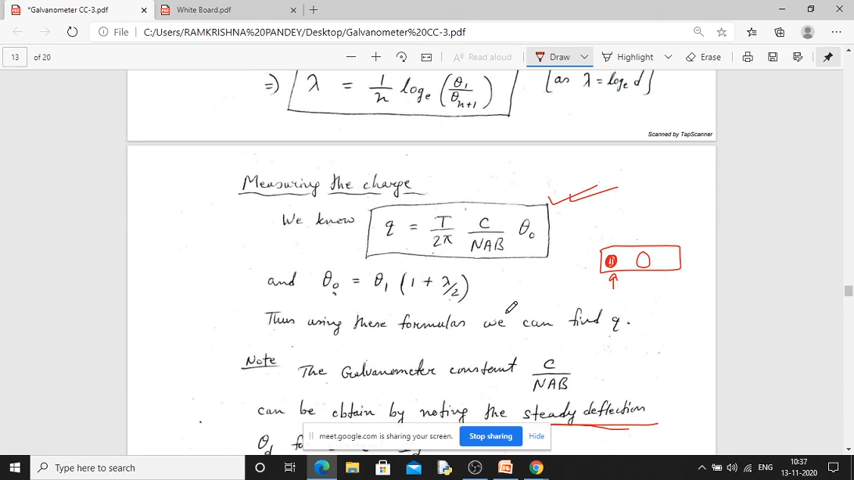 *Galvanometer CC-3.pdf
White Board.pdf
C:/Users/RAMKRISHNA%20PANDEY/Desktop/Galvanometer%20CC-3.pdf
13 of 20
Read aloud
Draw
Highlight
Erase
=) λ = 1/n logₑ (θ₁/θₙ₊₁) [as λ = logₑ d]
Scanned by TapScanner
Measuring the charge
We know q = T/2π C/NAB θ₀
and θ₀ = θ₁ (1 + λ/2)
Thus using these formulas we can find q.
Note The Galvanometer constant C/NAB
can be obtain by noting the steady deflection
θd
meet.google.com is sharing your screen.
Stop sharing
Hide
Type here to search
ENG
10:37
13-11-2020